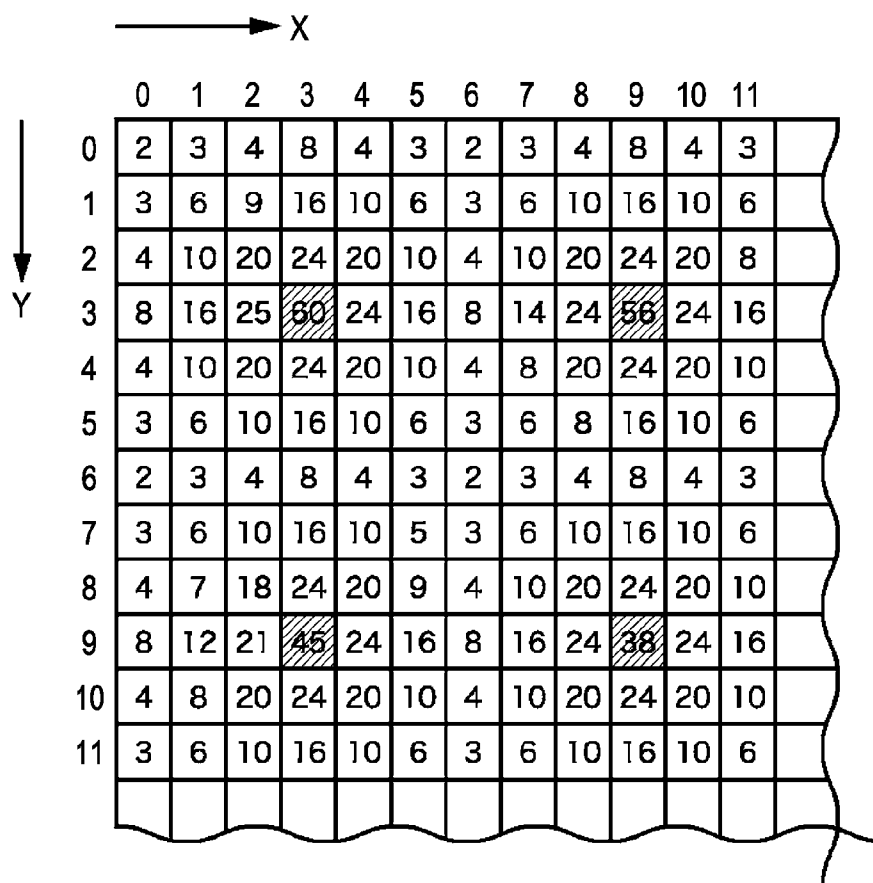 X
0 1 2 3 4 5 6 7 8 9 10 11
0 2 3 4 8 4 3 2 3 4 8 4 3
1 3 6 9 16 10 6 3 6 10 16 10 6
2 4 10 20 24 20 10 4 10 20 24 20 8
Y
3 8 16 25 60 24 16 8 14 24 56 24 16
4 4 10 20 24 20 10 4 8 20 24 20 10
5 3 6 10 16 10 6 3 6 8 16 10 6
6 2 3 4 8 4 3 2 3 4 8 4 3
7 3 6 10 16 10 5 3 6 10 16 10 6
8 4 7 18 24 20 9 4 10 20 24 20 10
9 8 12 21 45 24 16 8 16 24 38 24 16
10 4 8 20 24 20 10 4 10 20 24 20 10
11 3 6 10 16 10 6 3 6 10 16 10 6